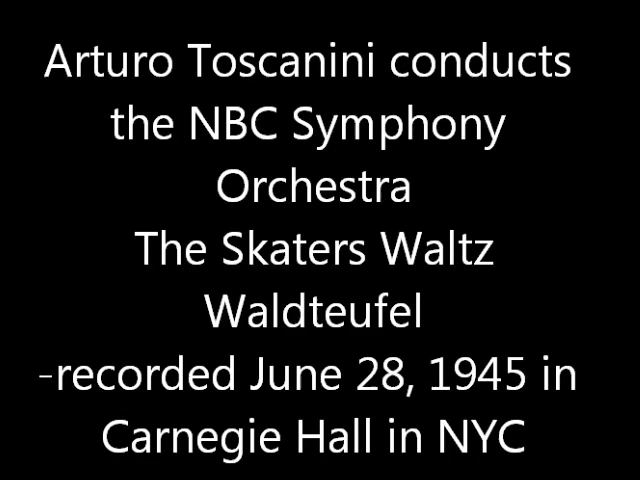 Arturo Toscanini conducts
the NBC Symphony
Orchestra
The Skaters Waltz
Waldteufel
-recorded June 28, 1945 in
Carnegie Hall in NYC